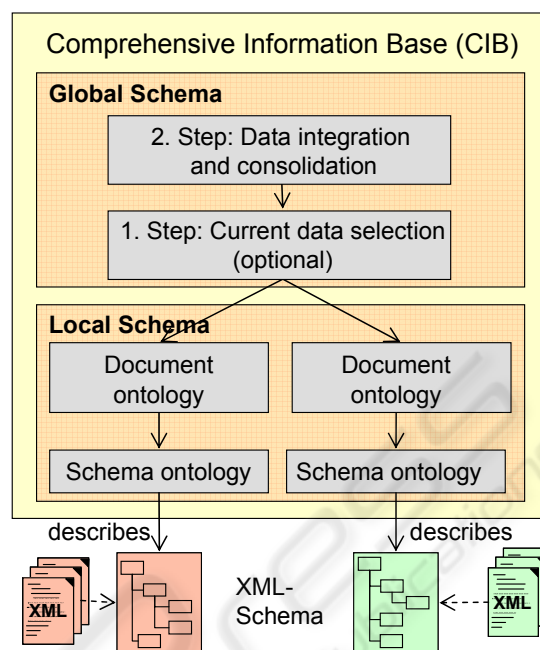 Comprehensive Information Base (CIB)
Global Schema
2. Step: Data integration
and consolidation
1. Step: Current data selection
(optional)
Local Schema
Document
ontology
Document
ontology
Schema ontology
Schema ontology
describes
describes
XML
XML-
Schema
XML